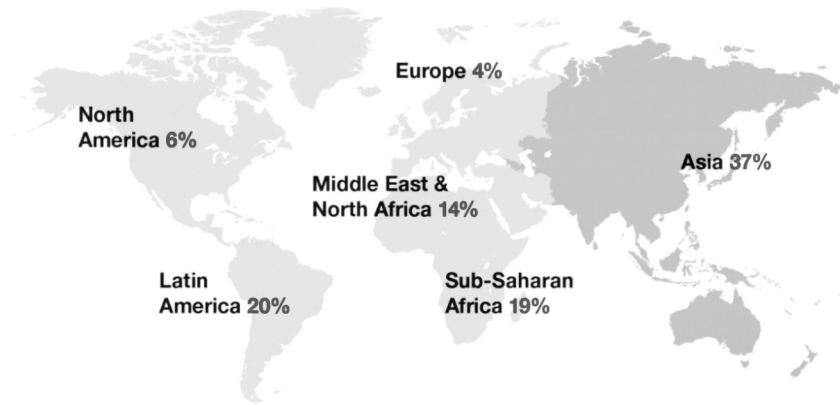 Europe 4%
North
America 6%
Asia 37%
Middle East &
North Africa 14%
Latin
America 20%
Sub-Saharan
Africa 19%